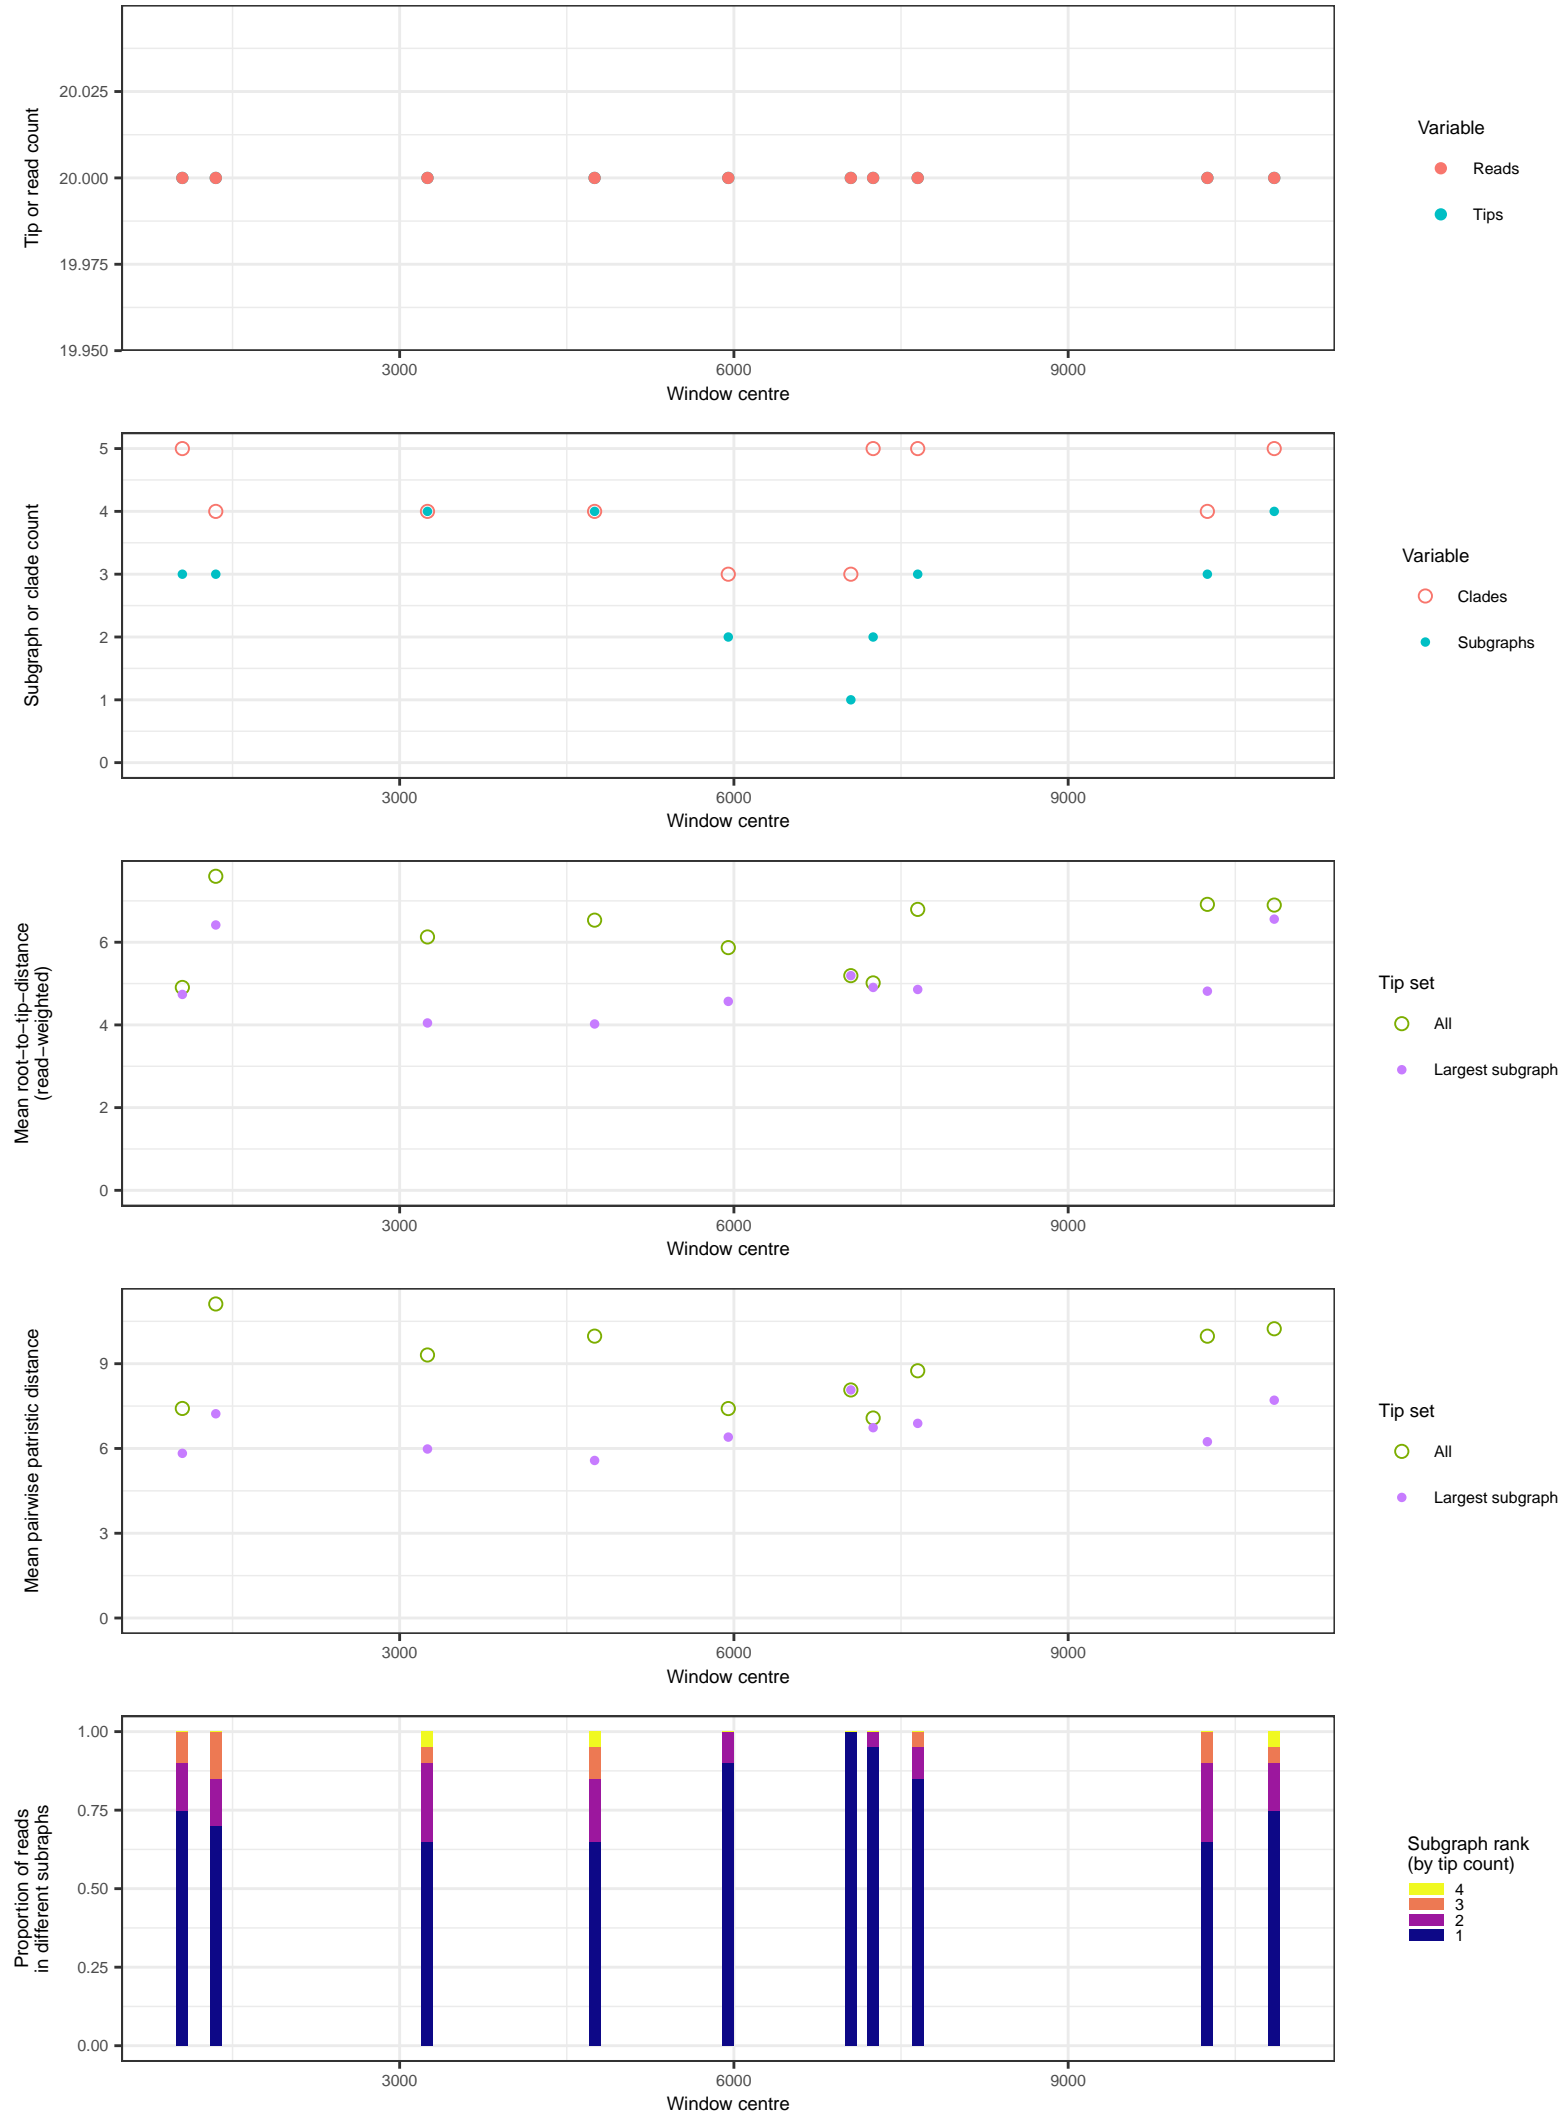 Tip or read count
20.025
20.000
19.975
19.950
3000
6000
9000
Window centre
Variable
Reads
Tips
Subgraph or clade count
5
4
3
2
1
0
3000
6000
9000
Window centre
Variable
Clades
Subgraphs
Mean root−to−tip−distance
(read−weighted)
6
4
2
0
3000
6000
9000
Window centre
Tip set
All
Largest subgraph
Mean pairwise patristic distance
9
6
3
0
3000
6000
9000
Window centre
Tip set
All
Largest subgraph
Proportion of reads
in different subraphs
1.00
0.75
0.50
0.25
0.00
3000
6000
9000
Window centre
Subgraph rank
(by tip count)
4
3
2
1